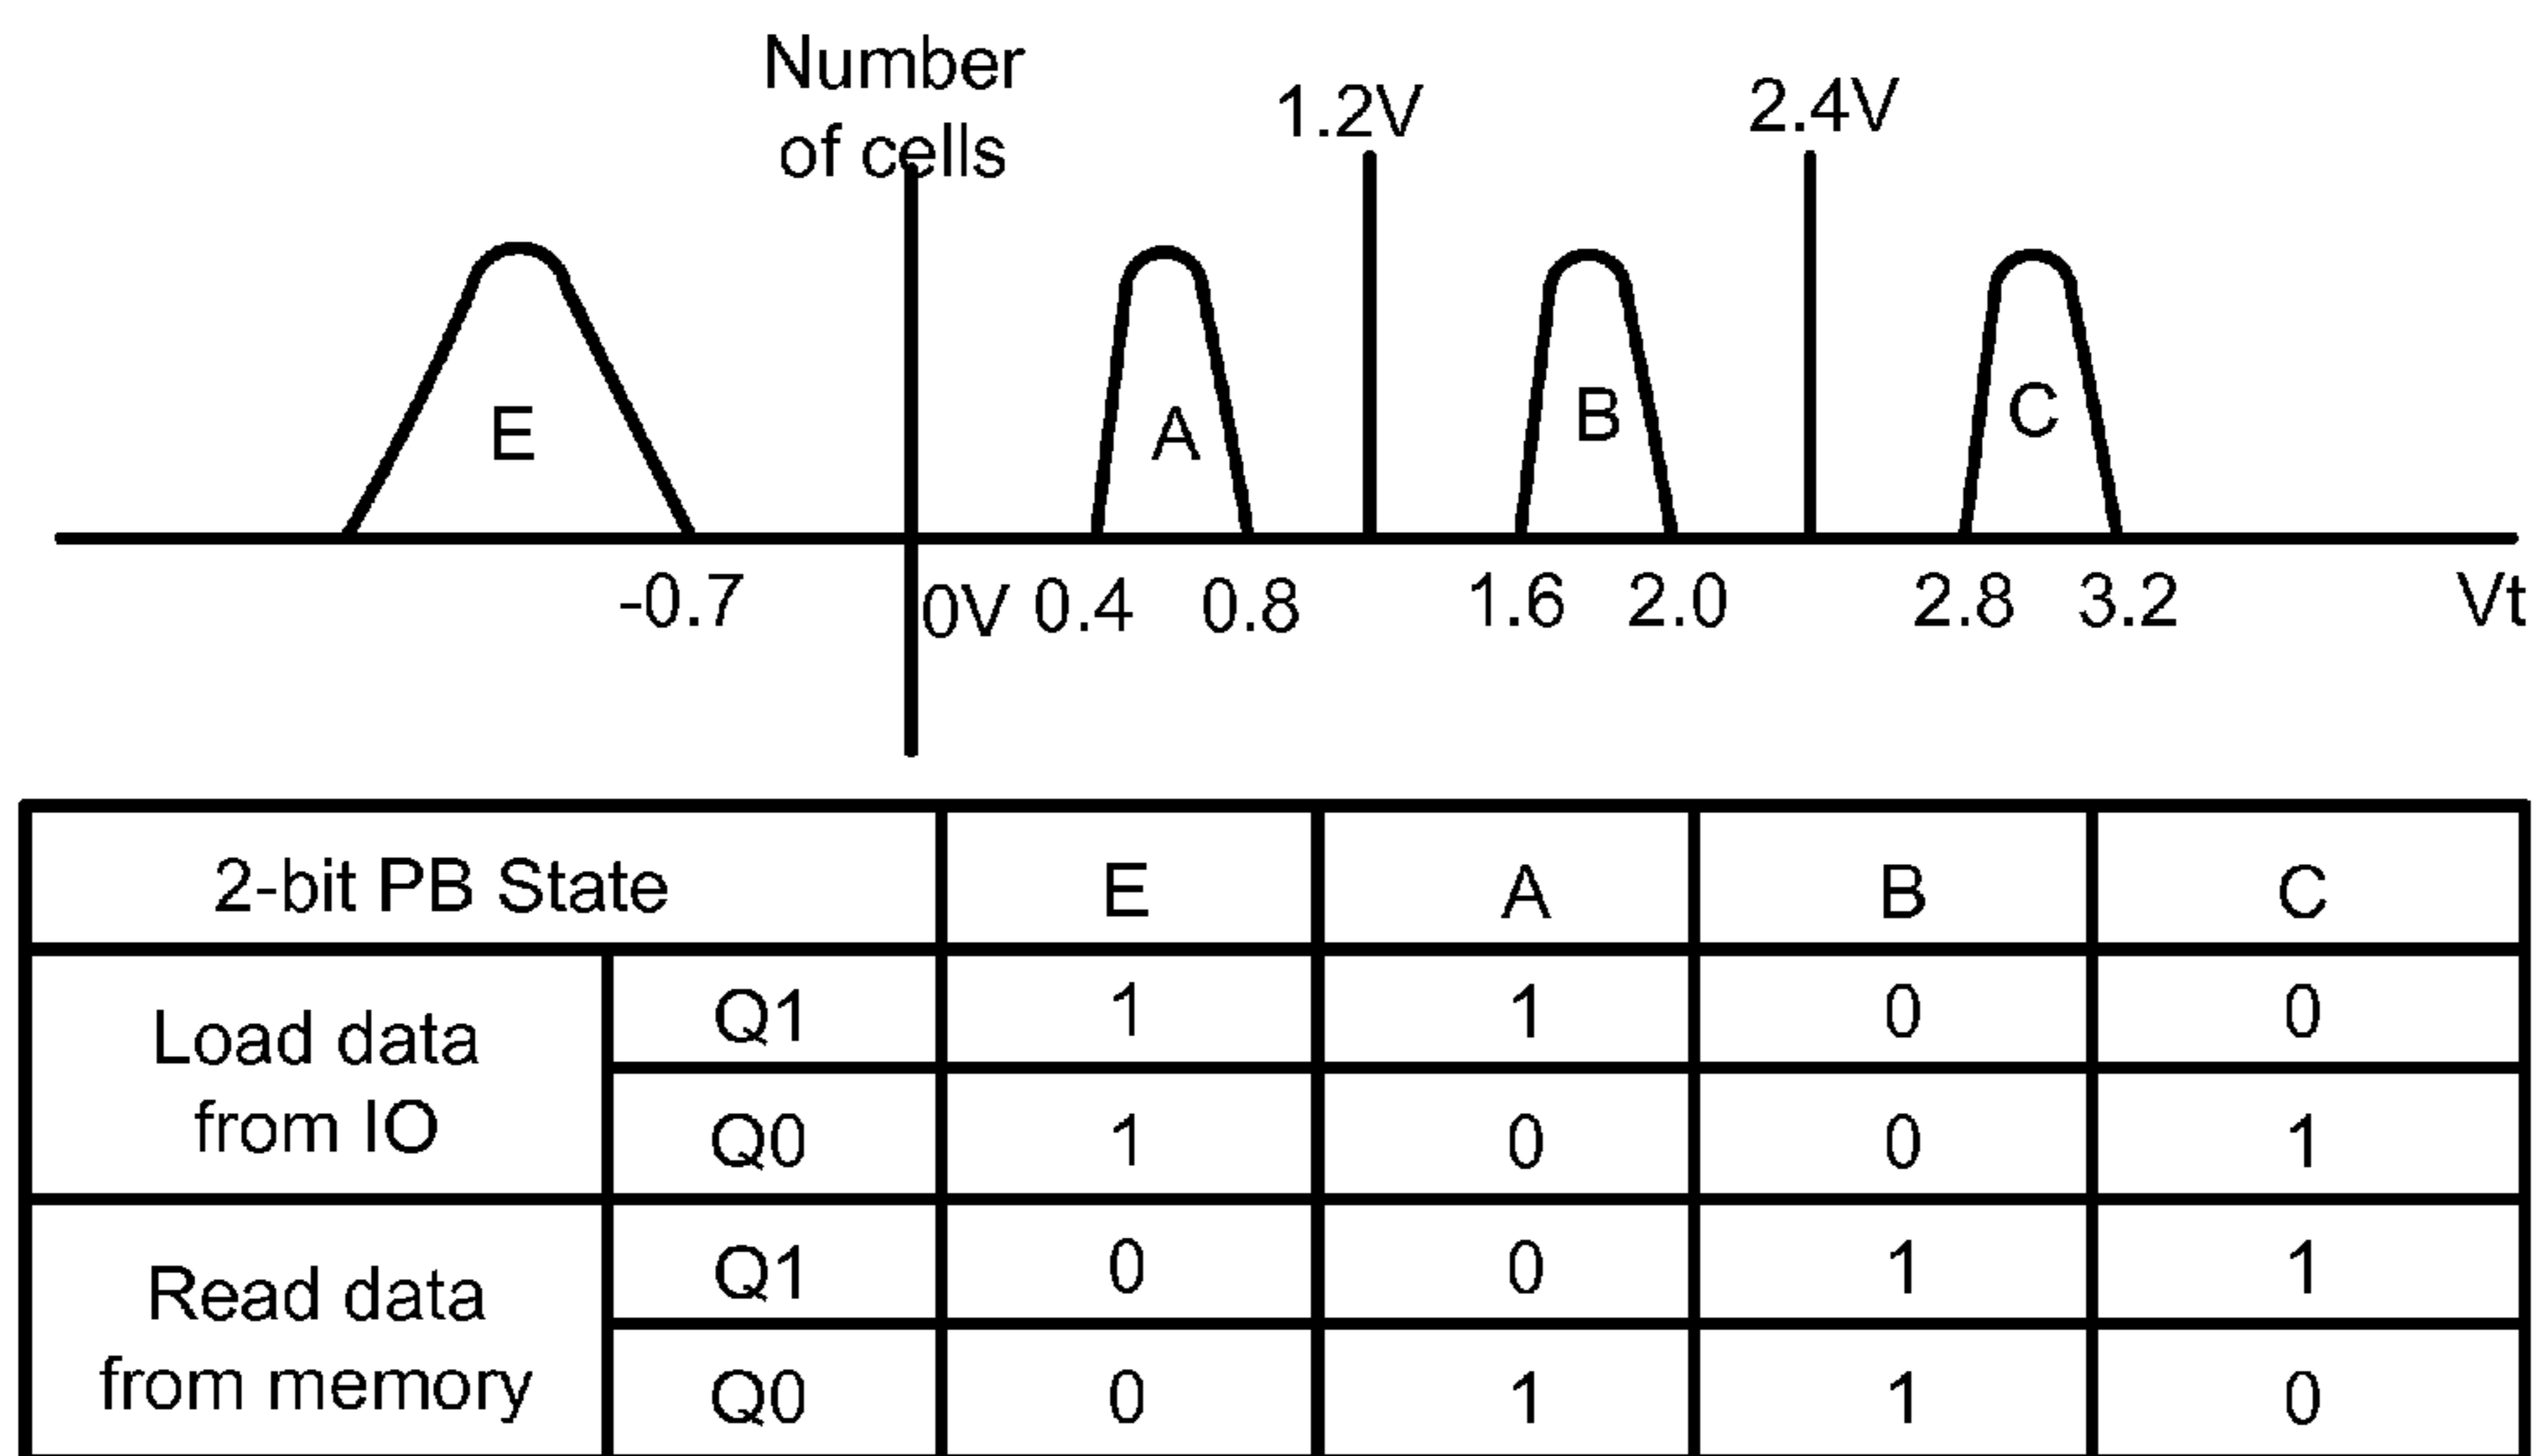 Number
of cells
1.2V
2.4V
E
A
B
C
-0.7
0V
0.4
0.8
1.6
2.0
2.8
3.2
Vt
2-bit PB State E A B C
Load data
from IO
Q1 1 1 0 0
Q0 1 0 0 1
Read data
from memory
Q1 0 0 1 1
Q0 0 1 1 0